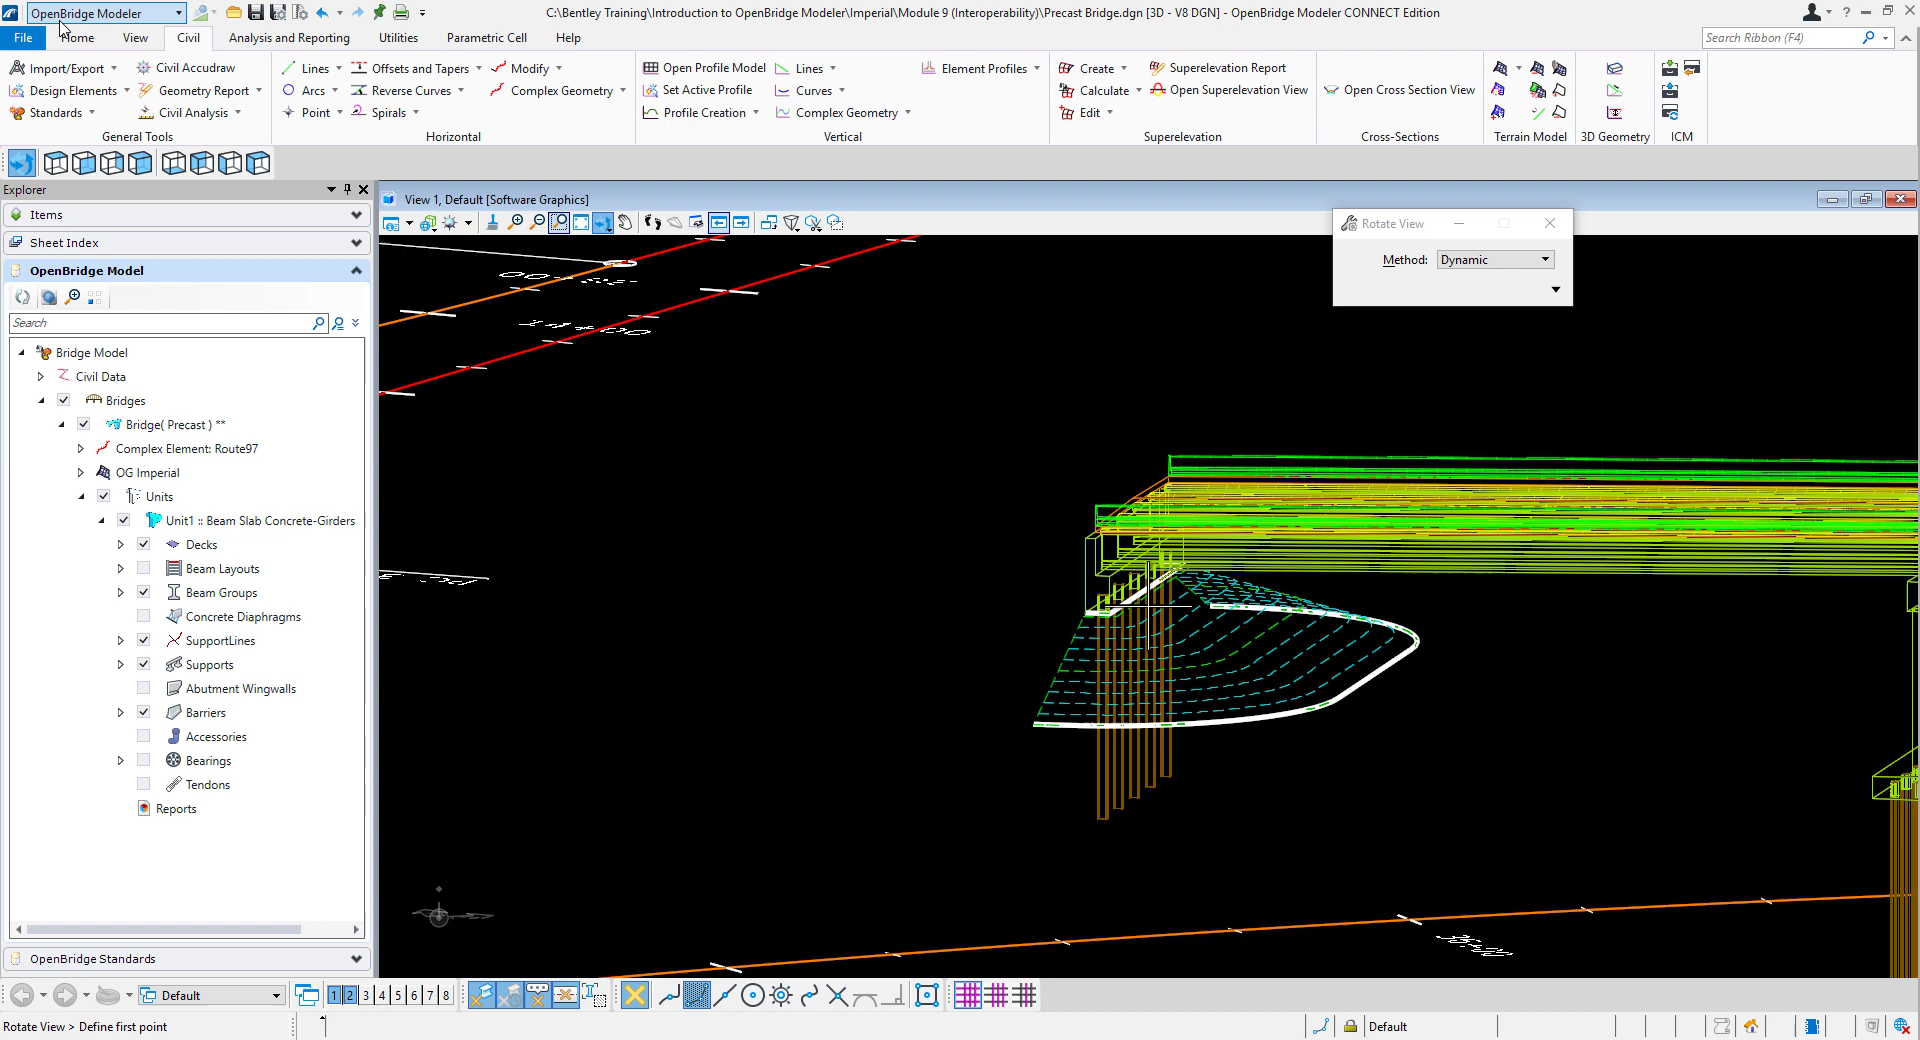 OpenBridge Modeler
C:\Bentley Training\Introduction to OpenBridge Modeler\Imperial\Module 9 (Interoperability)\Precast Bridge.dgn [3D - V8 DGN] - OpenBridge Modeler CONNECT Edition
File Home View Civil Analysis and Reporting Utilities Parametric Cell Help
Search Ribbon (F4)
Import/Export Civil Accudraw Lines Offsets and Tapers Modify Open Profile Model Lines Element Profiles Create Superelevation Report
Design Elements Geometry Report Arcs Reverse Curves Complex Geometry Set Active Profile Curves Calculate Open Superelevation View Open Cross Section View
Standards Civil Analysis Point Spirals Profile Creation Complex Geometry Edit
General Tools Horizontal Vertical Superelevation Cross-Sections Terrain Model 3D Geometry ICM
Explorer
Items
Sheet Index
OpenBridge Model
Search
Bridge Model
Civil Data
Bridges
Bridge( Precast ) **
Complex Element: Route97
OG Imperial
Units
Unit1 :: Beam Slab Concrete-Girders
Decks
Beam Layouts
Beam Groups
Concrete Diaphragms
SupportLines
Supports
Abutment Wingwalls
Barriers
Accessories
Bearings
Tendons
Reports
OpenBridge Standards
View 1, Default [Software Graphics]
Rotate View
Method: Dynamic
Default
1 2 3 4 5 6 7 8
Rotate View > Define first point
Default